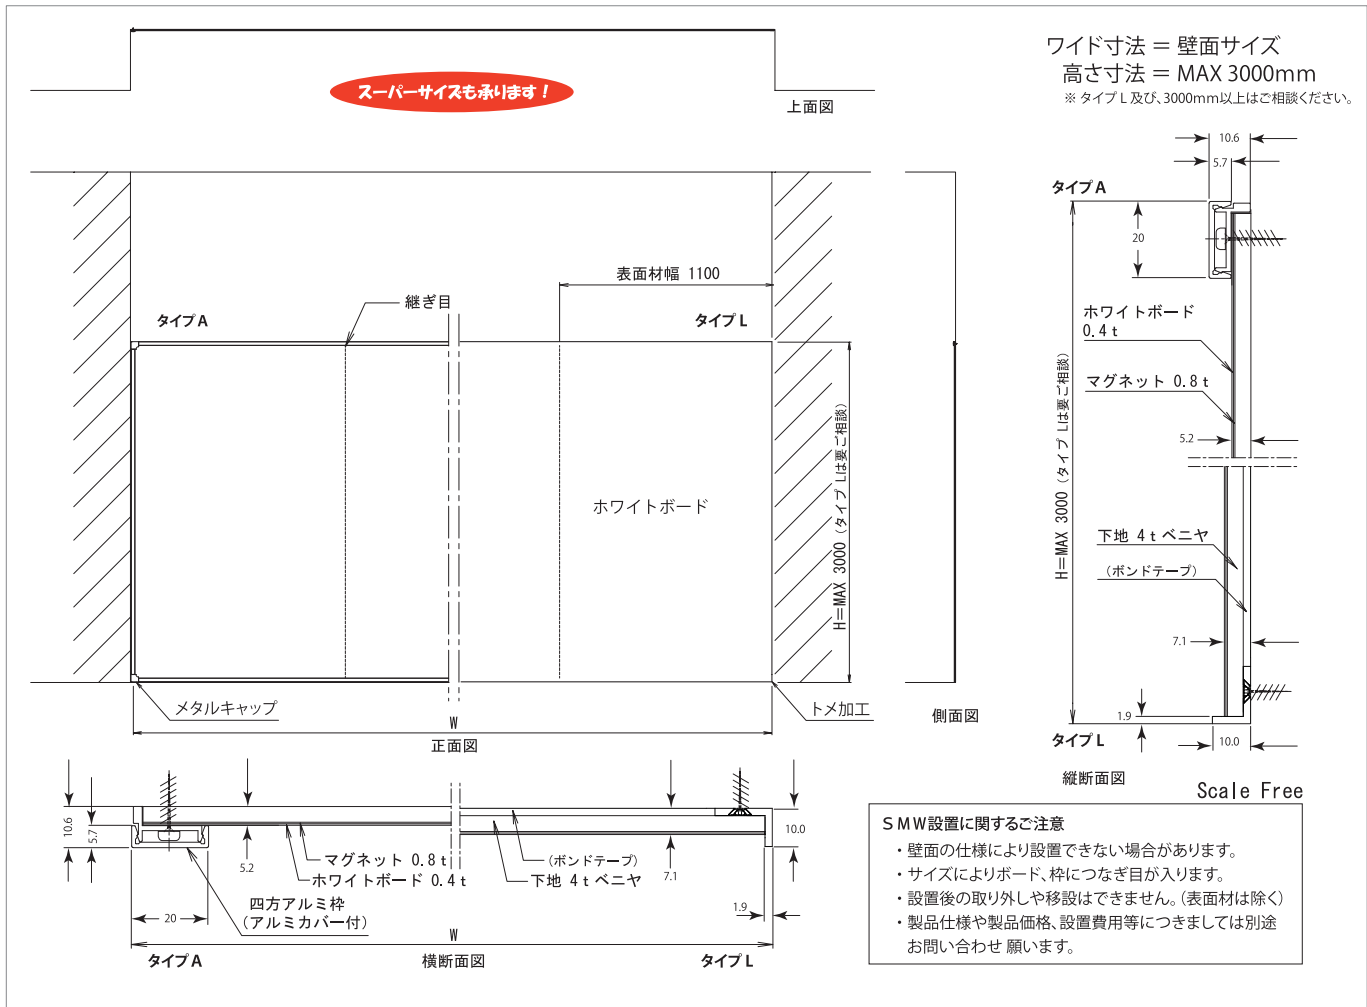 スーパーサイズも承ります！
上面図
ワイド寸法 ＝ 壁面サイズ
高さ寸法 ＝ MAX 3000mm
※ タイプ L 及び、3000mm以上はご相談ください。
表面材幅 1100
継ぎ目
タイプ A
タイプ L
ホワイトボード
H=MAX 3000 (タイプ Lは要ご相談)
メタルキャップ
トメ加工
W
正面図
側面図
10.6
5.7
タイプ A
20
ホワイトボード
0.4 t
マグネット 0.8 t
H=MAX 3000 (タイプ Lは要ご相談)
5.2
下地 4 t ベニヤ
(ボンドテープ)
7.1
1.9
10.0
タイプ L
縦断面図
Scale Free
10.6
5.7
5.2
マグネット 0.8 t
ホワイトボード 0.4 t
(ボンドテープ)
下地 4 t ベニヤ
7.1
10.0
1.9
四方アルミ枠
(アルミカバー付)
20
W
タイプ A
横断面図
タイプ L
ＳＭＷ設置に関するご注意
・壁面の仕様により設置できない場合があります。
・サイズによりボード、枠につなぎ目が入ります。
・設置後の取り外しや移設はできません。(表面材は除く)
・製品仕様や製品価格、設置費用等につきましては別途
お問い合わせ 願います。